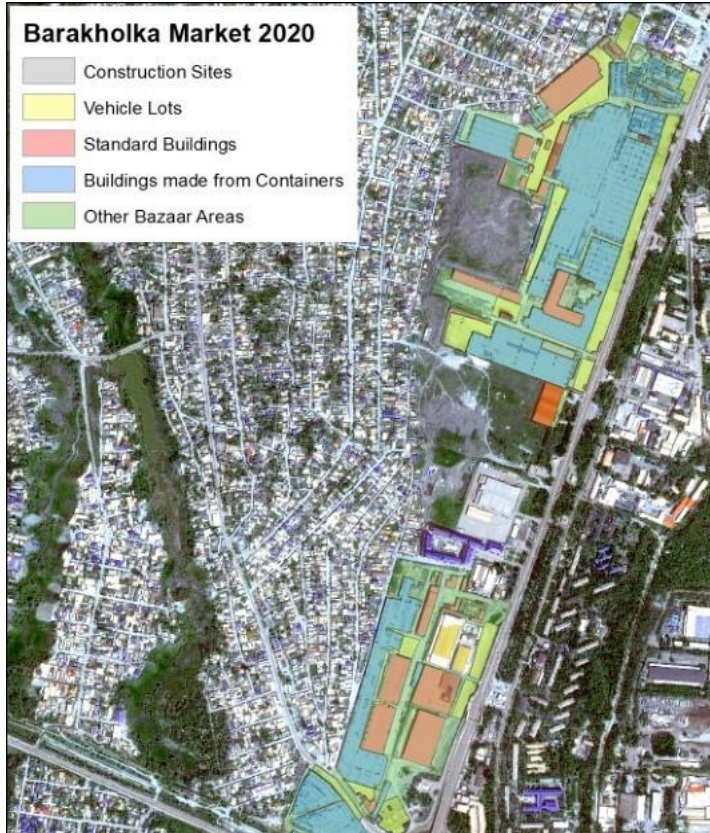 Barakholka Market 2020
Construction Sites
Vehicle Lots
Standard Buildings
Buildings made from Containers
Other Bazaar Areas